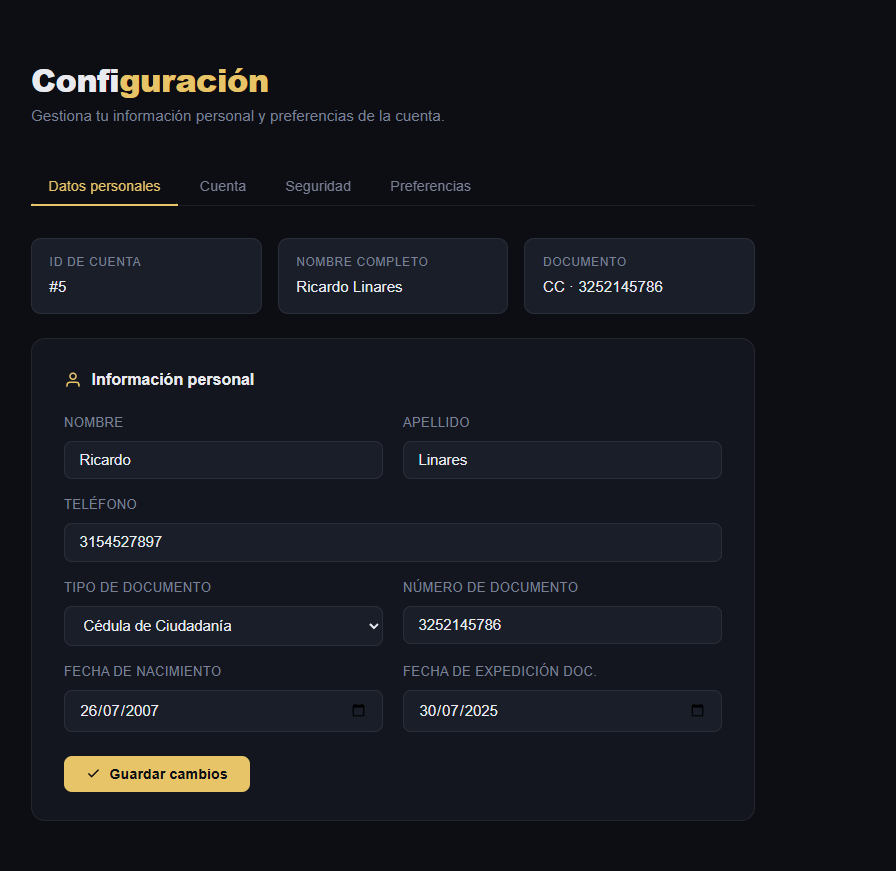 Configuración
Gestiona tu información personal y preferencias de la cuenta.
Datos personales Cuenta Seguridad Preferencias
ID DE CUENTA NOMBRE COMPLETO DOCUMENTO
#5 Ricardo Linares CC · 3252145786
Información personal
NOMBRE APELLIDO
Ricardo Linares
TELÉFONO
3154527897
TIPO DE DOCUMENTO NÚMERO DE DOCUMENTO
Cédula de Ciudadanía 3252145786
FECHA DE NACIMIENTO FECHA DE EXPEDICIÓN DOC.
26/07/2007 30/07/2025
Guardar cambios